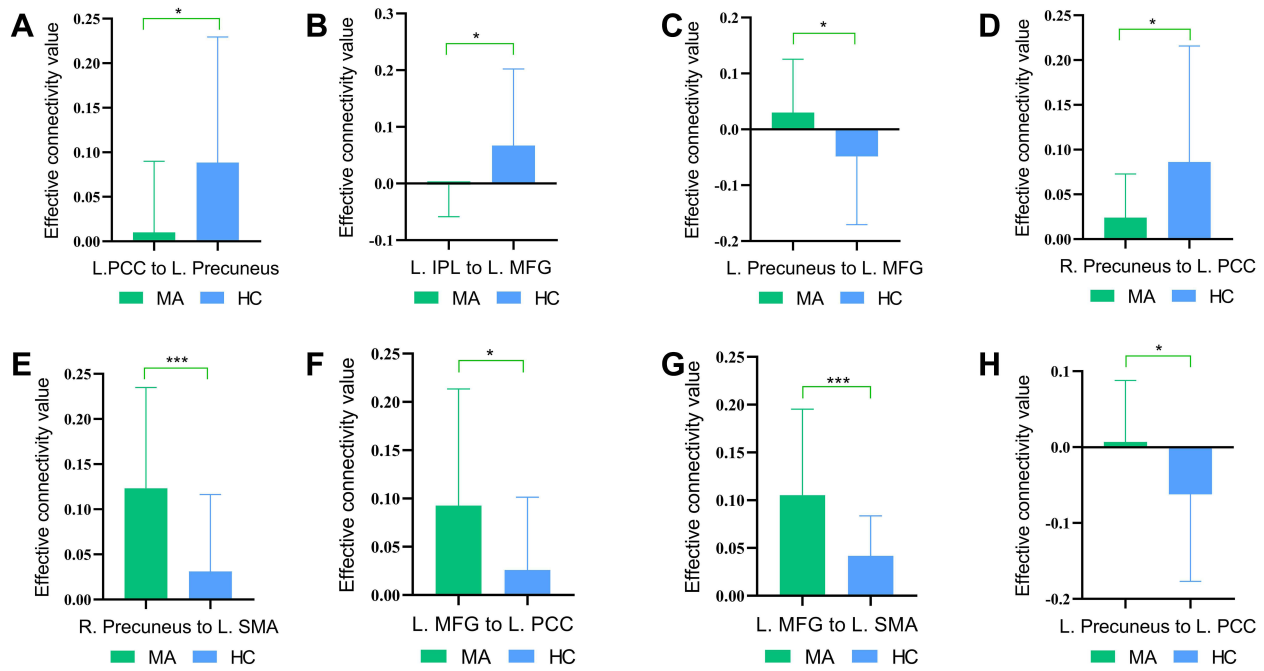 A
Effective connectivity value
0.25
0.20
0.15
0.10
0.05
0.00
*
L.PCC to L. Precuneus
MA HC
B
Effective connectivity value
0.3
0.2
0.1
0.0
-0.1
*
L. IPL to L. MFG
MA HC
C
Effective connectivity value
0.2
0.1
0.0
-0.1
-0.2
*
L. Precuneus to L. MFG
MA HC
D
Effective connectivity value
0.25
0.20
0.15
0.10
0.05
0.00
*
R. Precuneus to L. PCC
MA HC
E
Effective connectivity value
0.25
0.20
0.15
0.10
0.05
0.00
***
R. Precuneus to L. SMA
MA HC
F
Effective connectivity value
0.25
0.20
0.15
0.10
0.05
0.00
*
L. MFG to L. PCC
MA HC
G
Effective connectivity value
0.25
0.20
0.15
0.10
0.05
0.00
***
L. MFG to L. SMA
MA HC
H
Effective connectivity value
0.1
0.0
-0.1
-0.2
*
L. Precuneus to L. PCC
MA HC